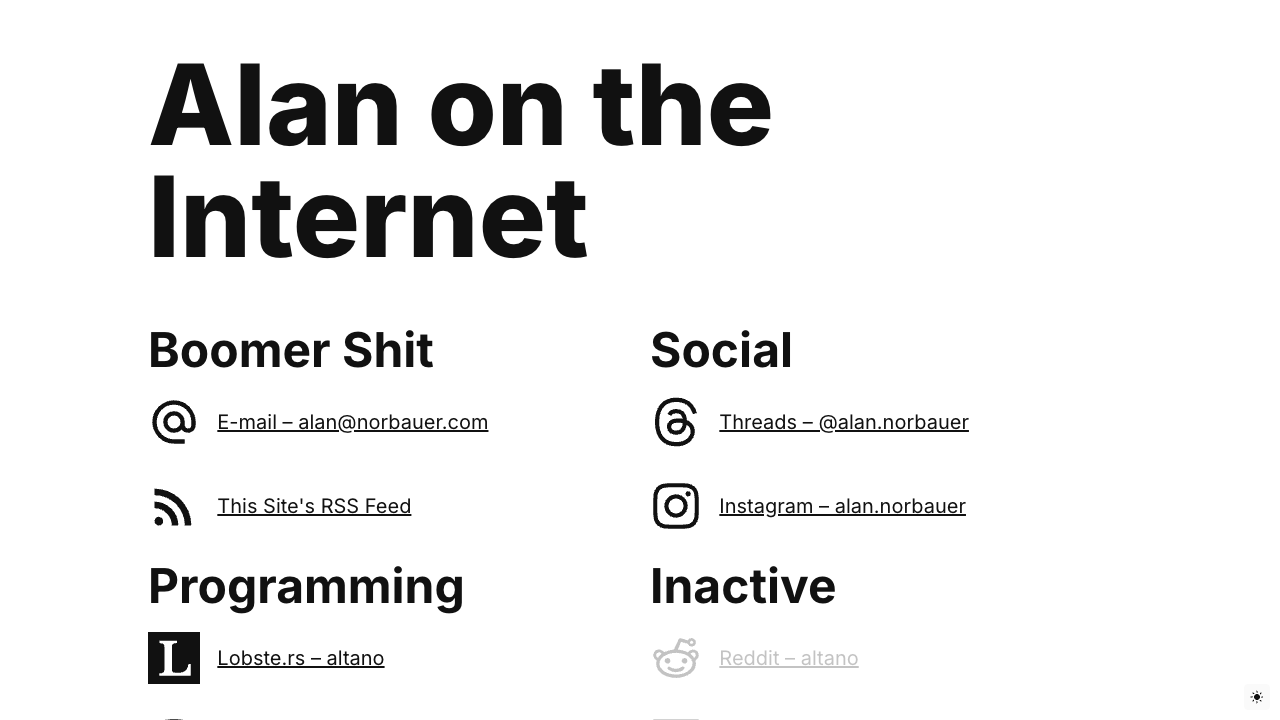 Alan on the
Internet
Boomer Shit
E-mail – alan@norbauer.com
This Site's RSS Feed
Social
Threads – @alan.norbauer
Instagram – alan.norbauer
Programming
L
Lobste.rs – altano
Inactive
Reddit – altano